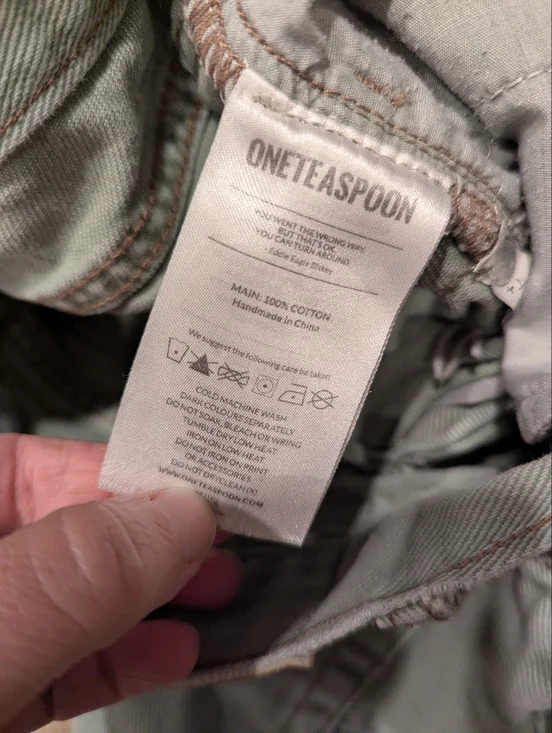 ONETEASPOON
YOU WENT THE WRONG WAY.
BUT THAT'S OK.
YOU CAN TURN AROUND
- Eddie Eagle Blakey
MAIN: 100% COTTON
Handmade in China
We suggest the following care be taken
COLD MACHINE WASH
DARK COLOURS SEPARATELY
DO NOT SOAK, BLEACH OR WRING
TUMBLE DRY LOW HEAT
IRON ON LOW HEAT
DO NOT IRON ON PRINT
OR ACCESSORIES
DO NOT DRYCLEAN (X)
WWW.ONETEASPOON.COM